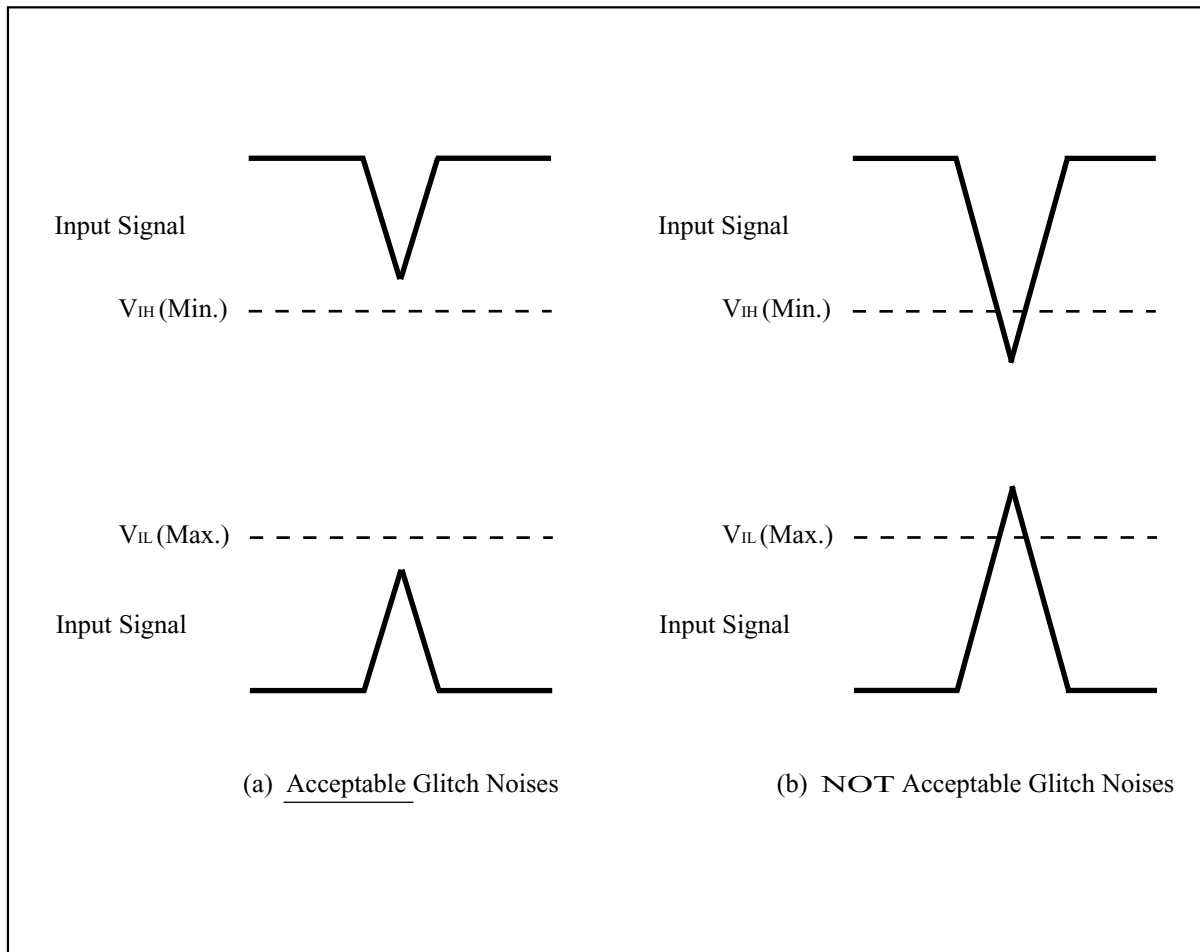 Input Signal
Input Signal
VIH (Min.)
VIH (Min.)
VIL (Max.)
VIL (Max.)
Input Signal
Input Signal
(a) Acceptable Glitch Noises
(b) NOT Acceptable Glitch Noises